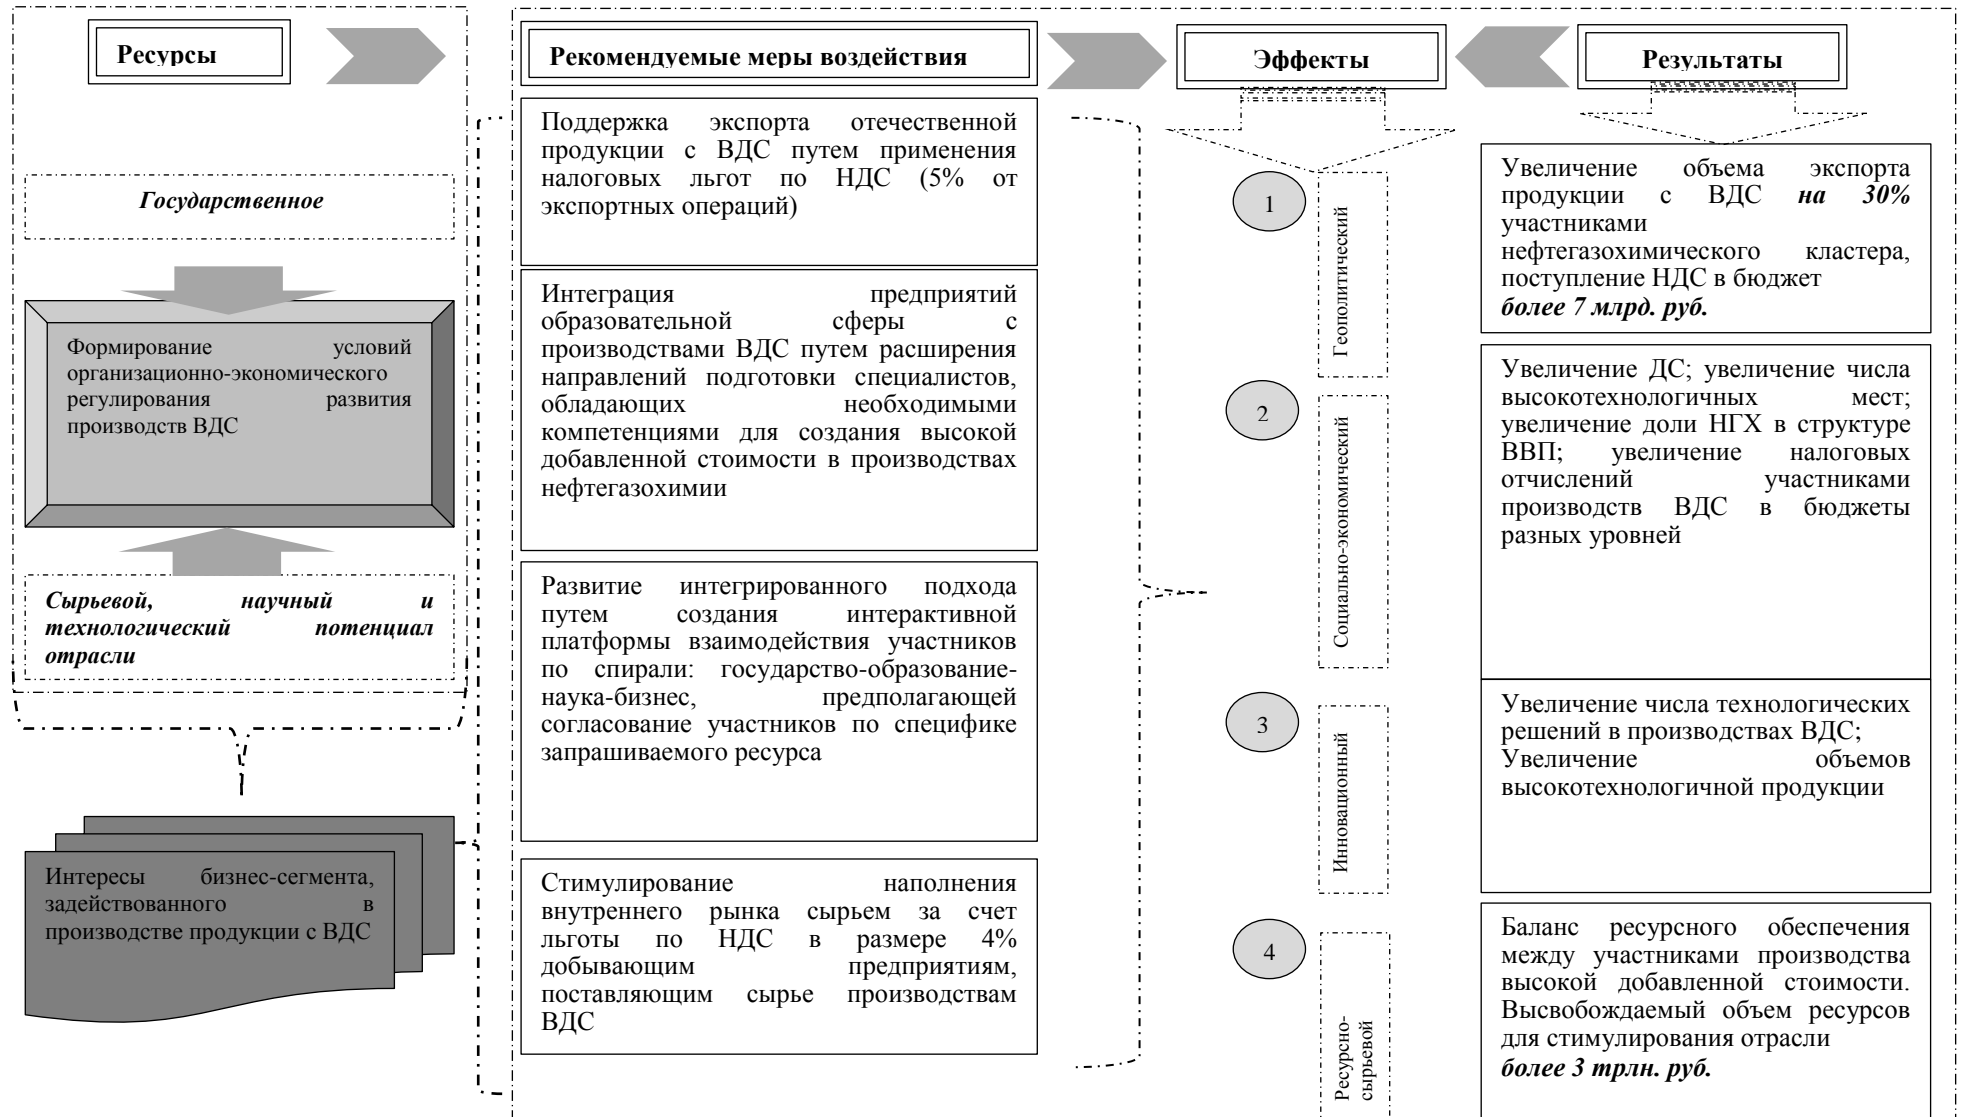 Ресурсы
Рекомендуемые меры воздействия
Эффекты
Результаты
Государственное
Формирование условий
организационно-экономического
регулирования развития
производств ВДС
Сырьевой, научный и
технологический потенциал
отрасли
Интересы бизнес-сегмента,
задействованного в
производстве продукции с ВДС
Поддержка экспорта отечественной
продукции с ВДС путем применения
налоговых льгот по НДС (5% от
экспортных операций)
Интеграция предприятий
образовательной сферы с
производствами ВДС путем расширения
направлений подготовки специалистов,
обладающих необходимыми
компетенциями для создания высокой
добавленной стоимости в производствах
нефтегазохимии
Развитие интегрированного подхода
путем создания интерактивной
платформы взаимодействия участников
по спирали: государство-образование-
наука-бизнес, предполагающей
согласование участников по специфике
запрашиваемого ресурса
Стимулирование наполнения
внутреннего рынка сырьем за счет
льготы по НДС в размере 4%
добывающим предприятиям,
поставляющим сырье производствам
ВДС
1
Геополитический
2
Социально-экономический
3
Инновационный
4
Ресурсно-
сырьевой
Увеличение объема экспорта
продукции с ВДС на 30%
участниками
нефтегазохимического кластера,
поступление НДС в бюджет
более 7 млрд. руб.
Увеличение ДС; увеличение числа
высокотехнологичных мест;
увеличение доли НГХ в структуре
ВВП; увеличение налоговых
отчислений участниками
производств ВДС в бюджеты
разных уровней
Увеличение числа технологических
решений в производствах ВДС;
Увеличение объемов
высокотехнологичной продукции
Баланс ресурсного обеспечения
между участниками производства
высокой добавленной стоимости.
Высвобождаемый объем ресурсов
для стимулирования отрасли
более 3 трлн. руб.